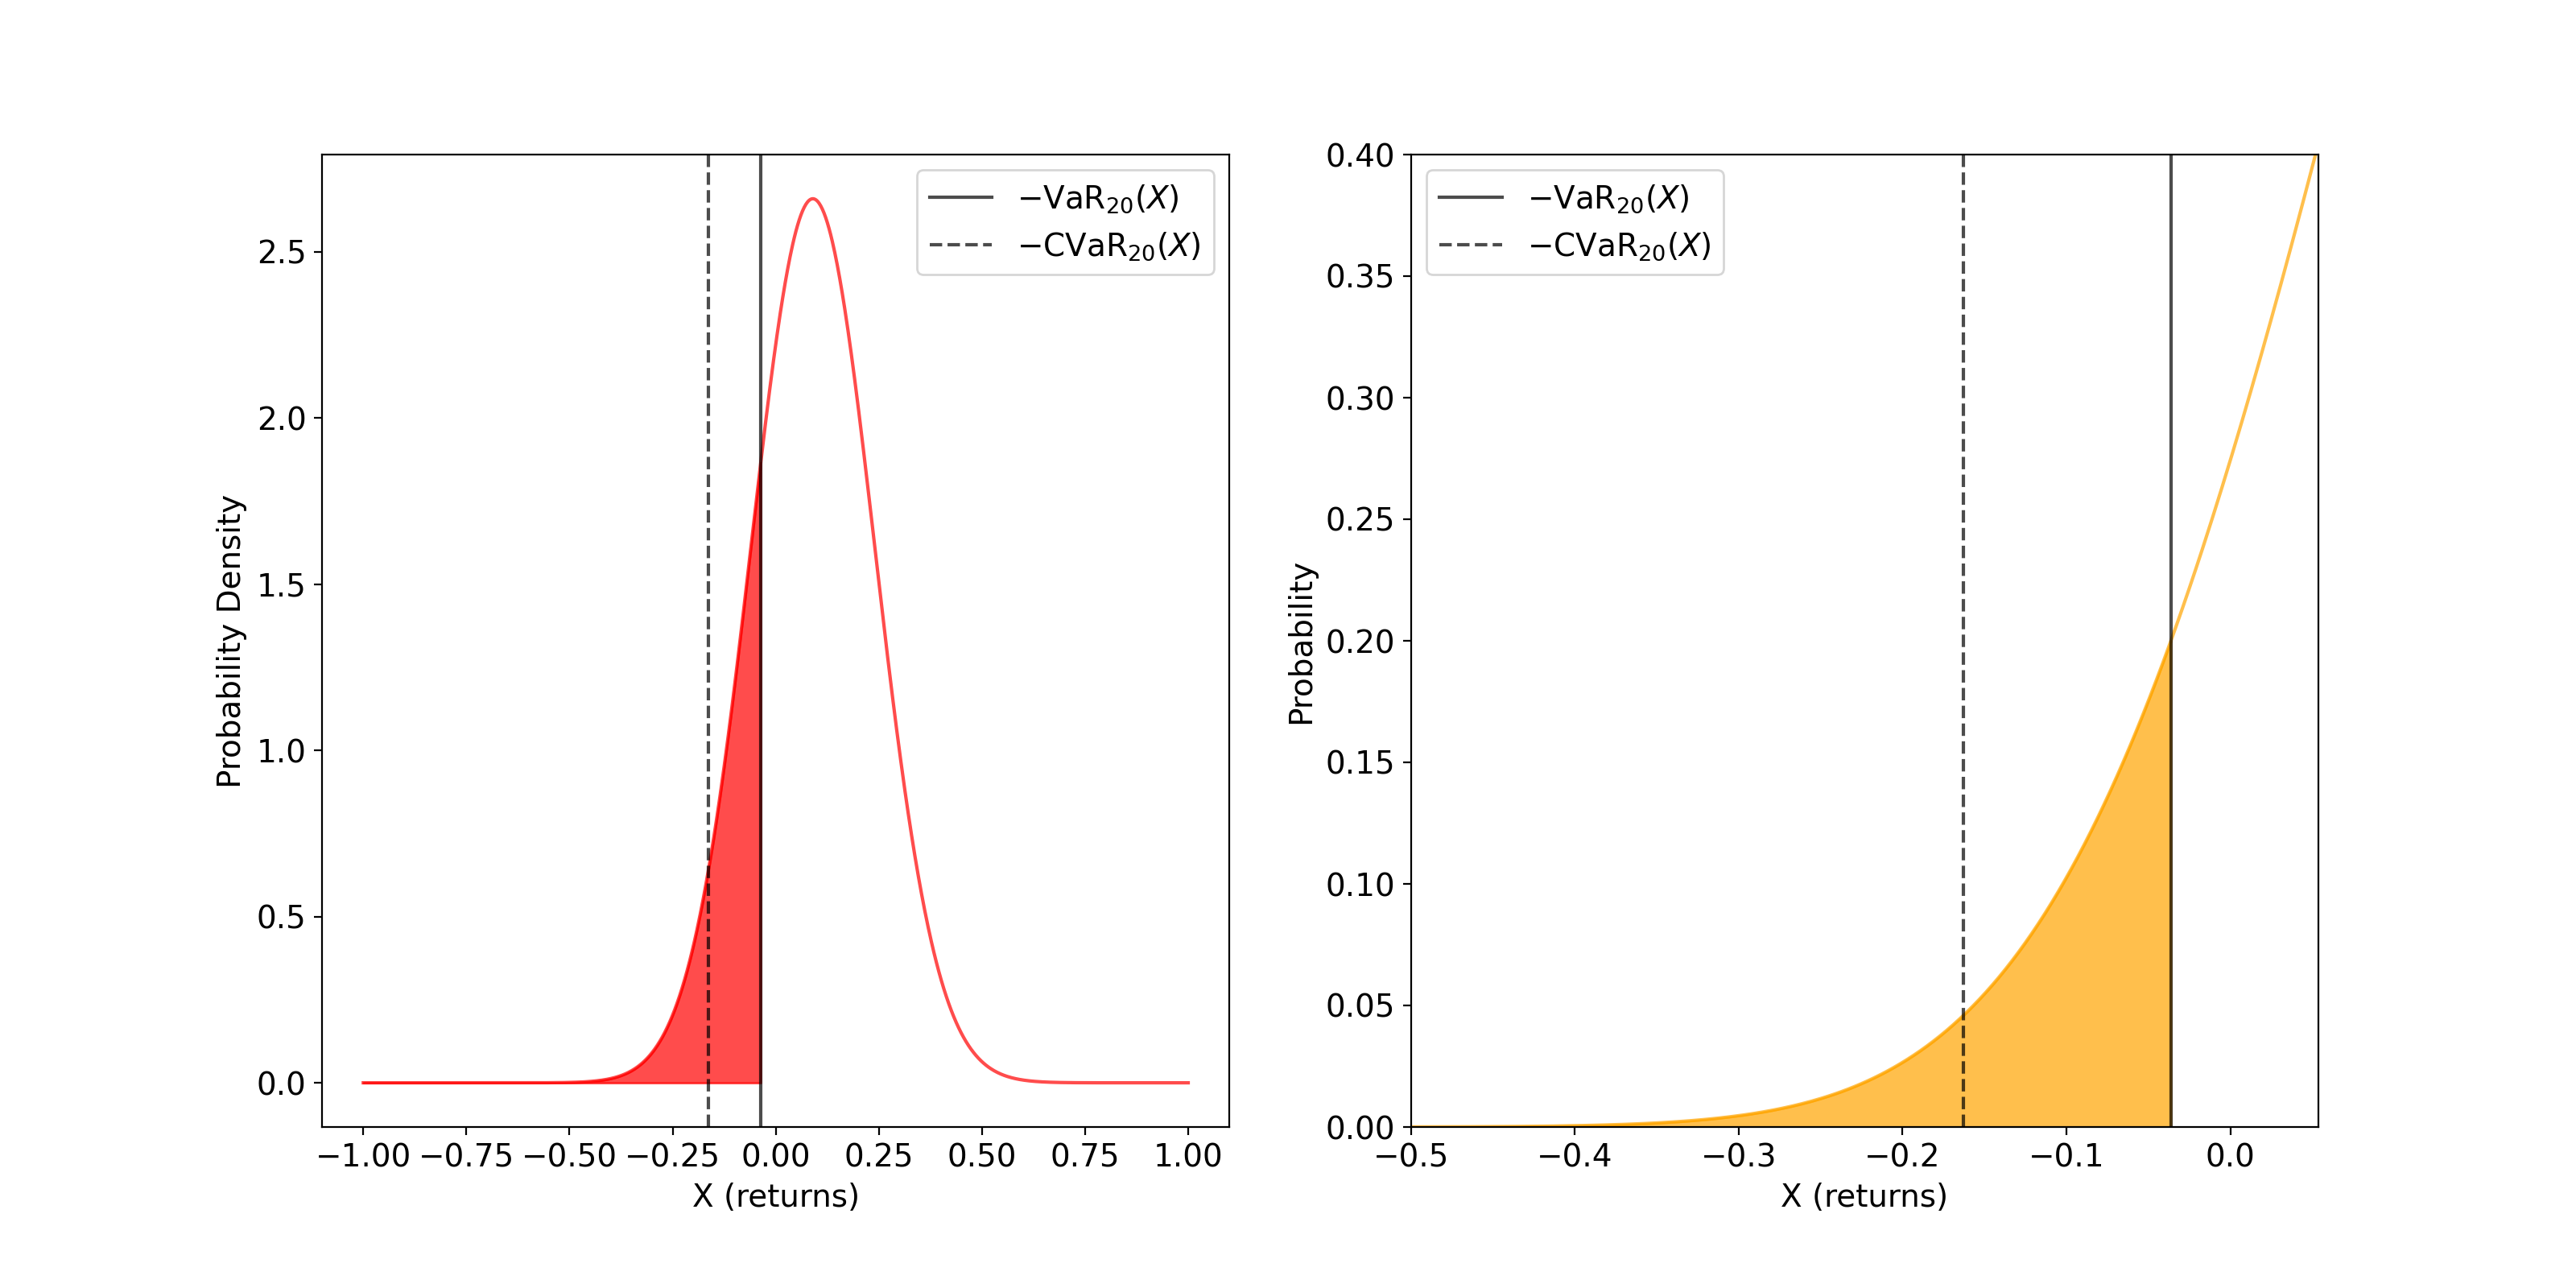 −VaR₂₀(X)
−CVaR₂₀(X)
2.5
2.0
1.5
1.0
0.5
0.0
Probability Density
−1.00 −0.75 −0.50 −0.25 0.00 0.25 0.50 0.75 1.00
X (returns)
−VaR₂₀(X)
−CVaR₂₀(X)
0.40
0.35
0.30
0.25
0.20
0.15
0.10
0.05
0.00
Probability
−0.5 −0.4 −0.3 −0.2 −0.1 0.0
X (returns)